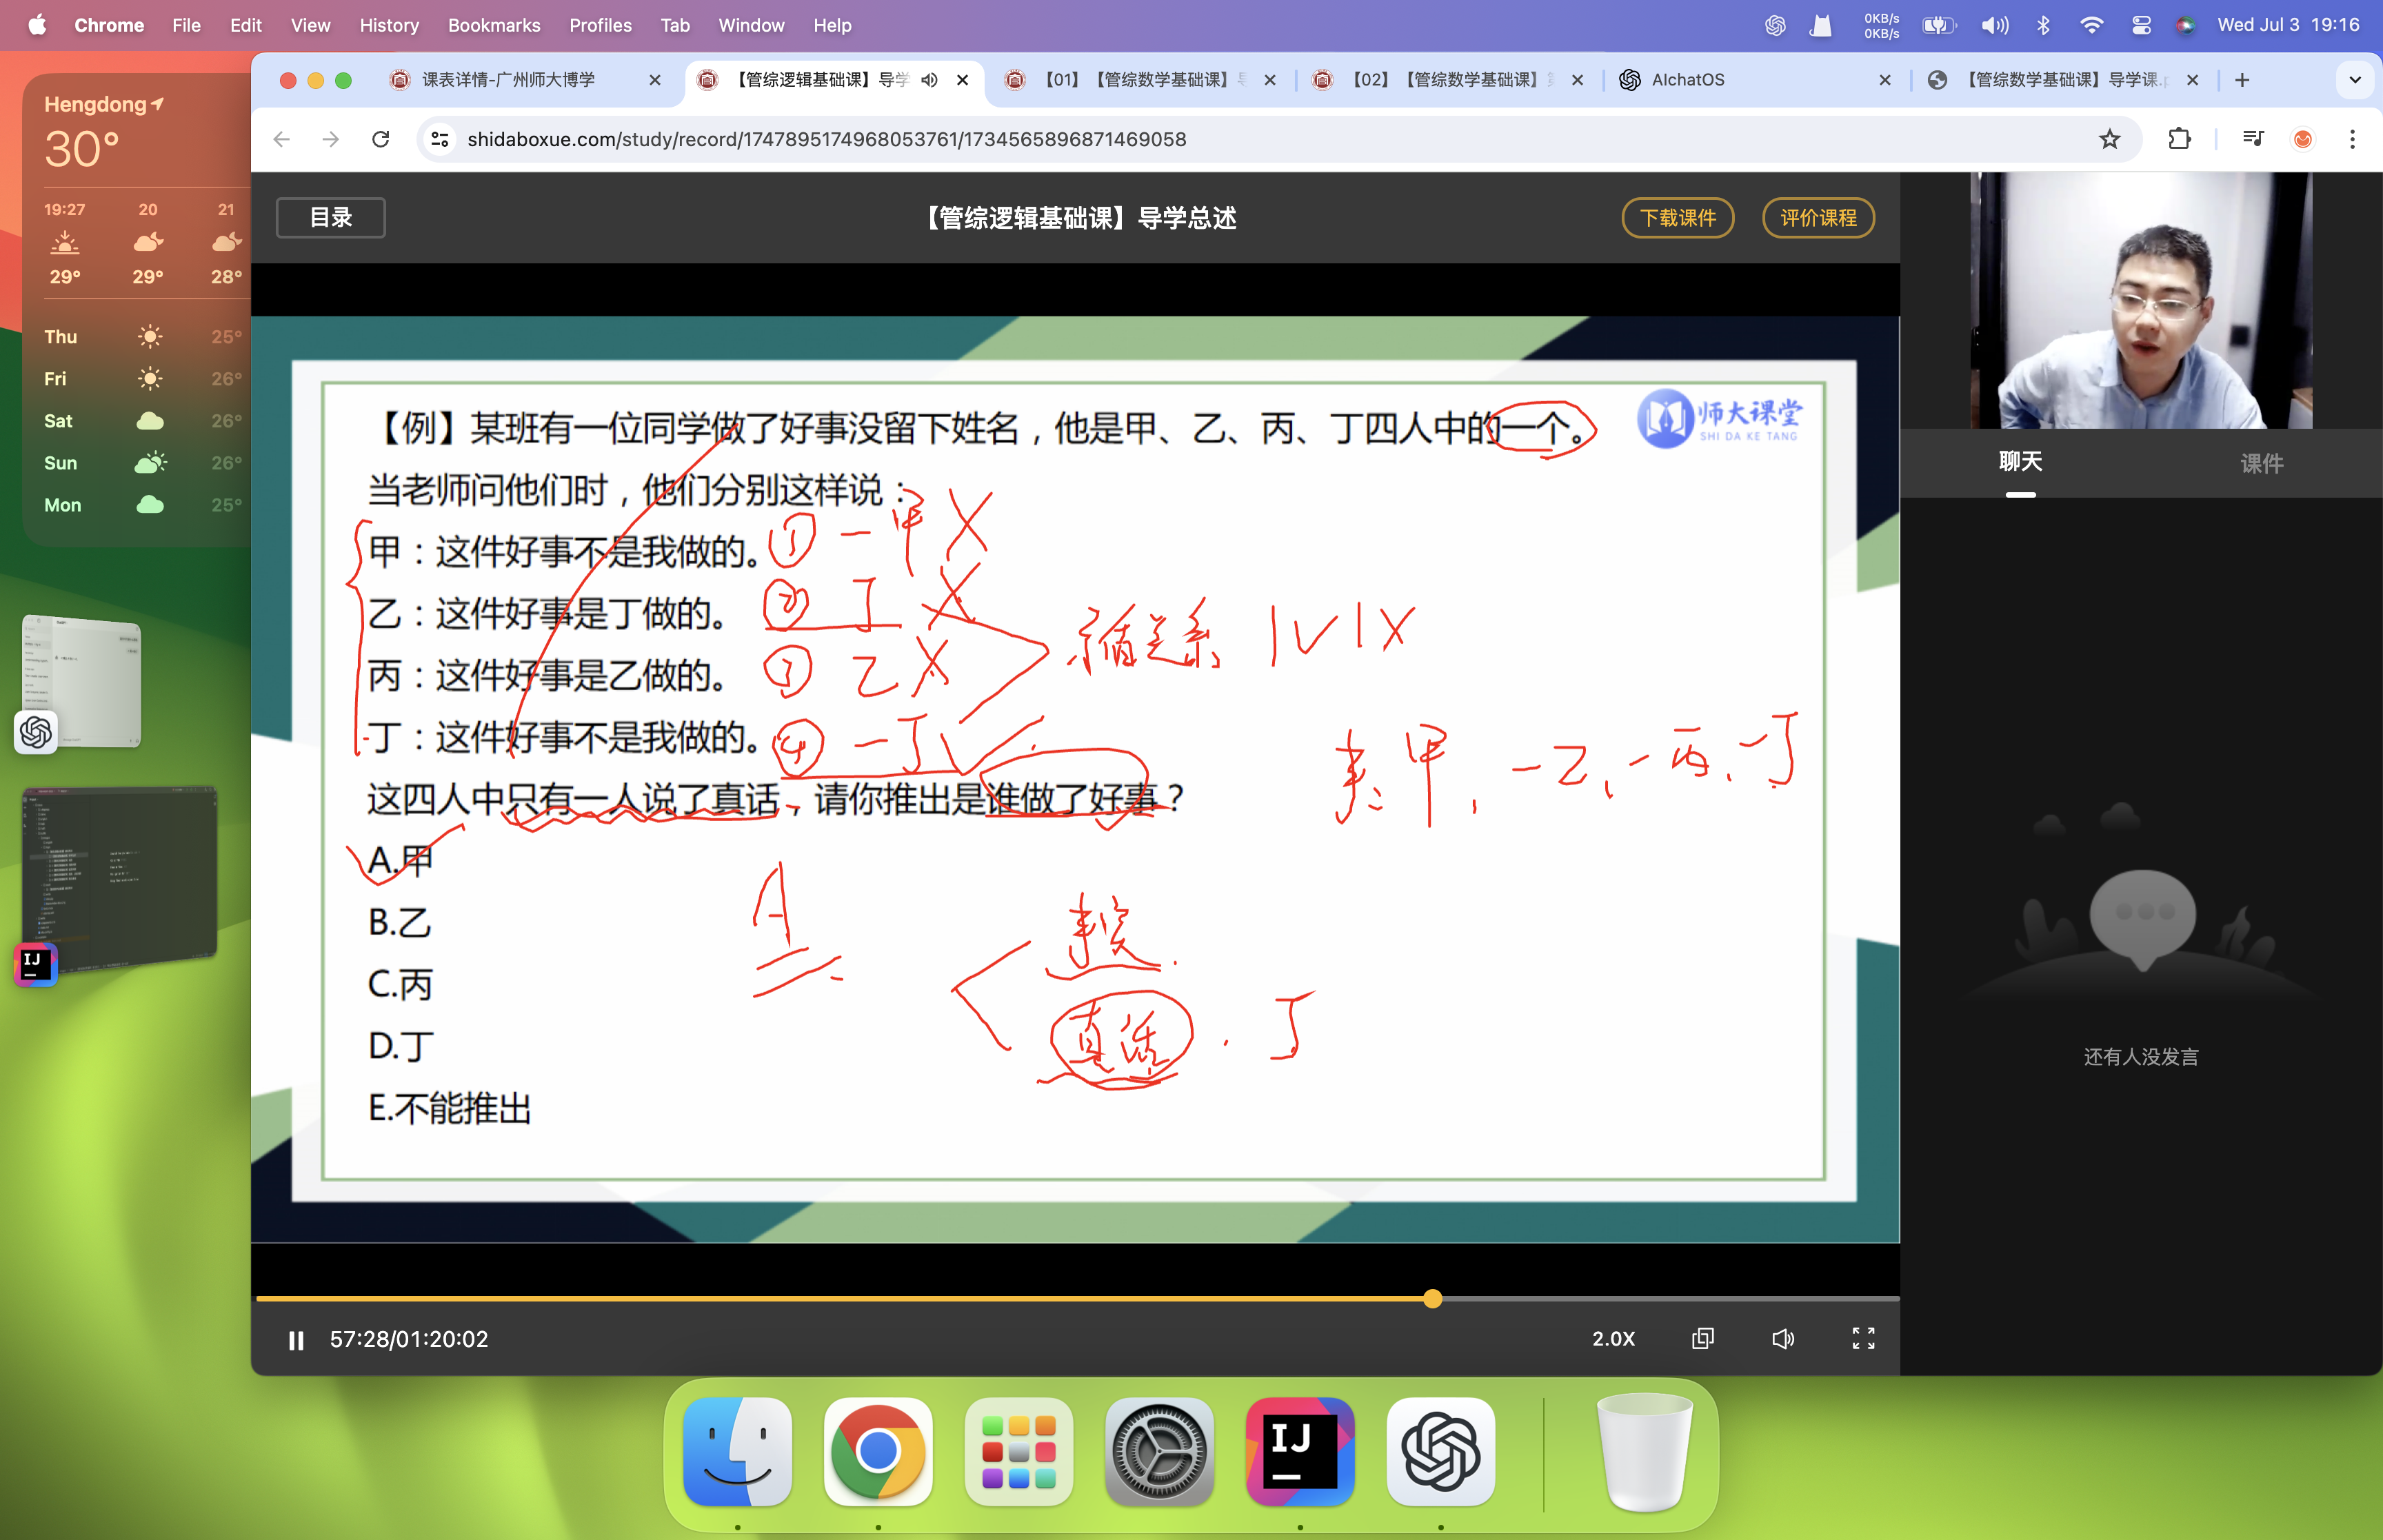 Chrome File Edit View History Bookmarks Profiles Tab Window Help
0KB/s
0KB/s
Wed Jul 3 19:16
Hengdong
30°
19:27 20 21
29° 29° 28°
Thu 25°
Fri 26°
Sat 26°
Sun 26°
Mon 25°
课表详情-广州师大博学
【管综逻辑基础课】导学
【01】【管综数学基础课】
【02】【管综数学基础课】
AIchatOS
【管综数学基础课】导学课.
shidaboxue.com/study/record/1747895174968053761/1734565896871469058
目录
【管综逻辑基础课】导学总述
下载课件
评价课程
师大课堂
SHI DA KE TANG
【例】某班有一位同学做了好事没留下姓名，他是甲、乙、丙、丁四人中的一个。
当老师问他们时，他们分别这样说：
甲：这件好事不是我做的。 ① 一甲 X
乙：这件好事是丁做的。 ② 丁 X
丙：这件好事是乙做的。 ③ 乙 X
丁：这件好事不是我做的。 ④ 一丁 ✓
矛盾关系 1✓1X
甲，一乙、一丙、一丁
这四人中只有一人说了真话，请你推出是谁做了好事？
A.甲
B.乙
C.丙
D.丁
E.不能推出
A
真话 . 丁
聊天
课件
还有人没发言
57:28/01:20:02
2.0X
IJ
IJ